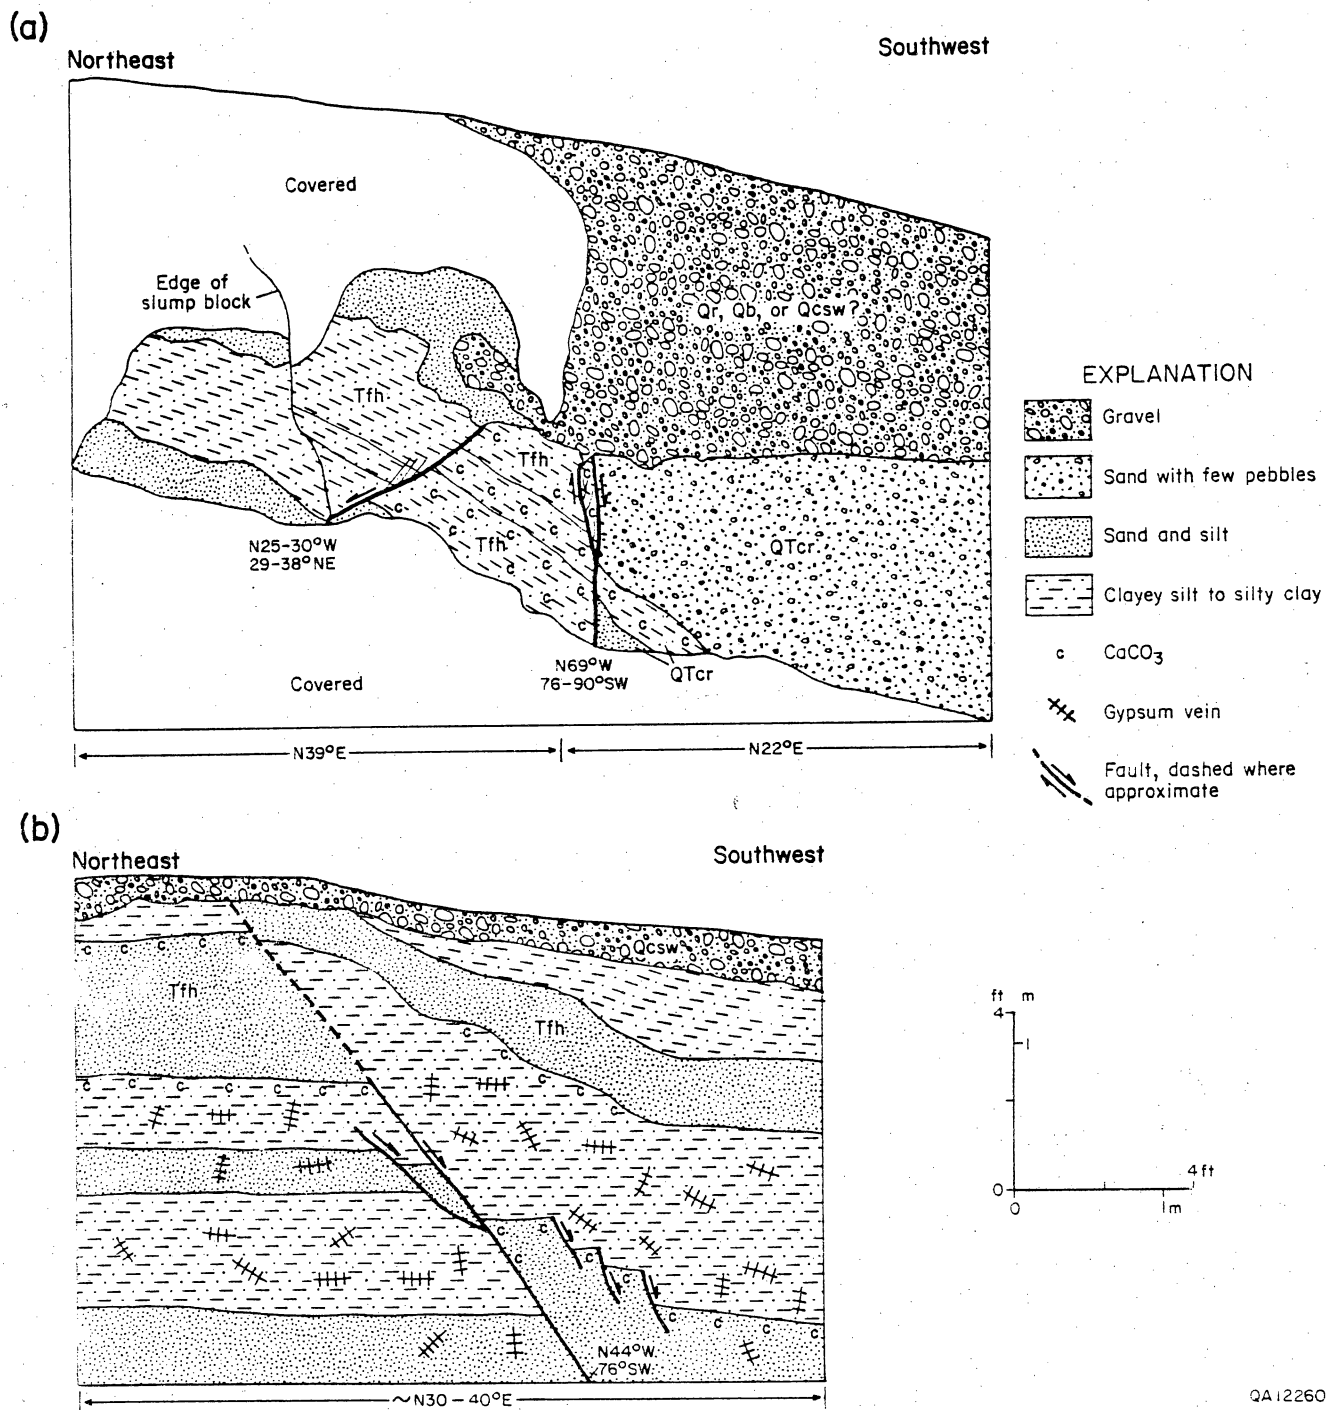 (a)
Northeast
Southwest
Covered
Edge of
slump block
Qr, Qb, or Qcsw?
Tfh
Tfh
Tfh
QTcr
N25-30°W
29-38°NE
N69°W
76-90°SW
QTcr
Covered
N39°E
N22°E
EXPLANATION
Gravel
Sand with few pebbles
Sand and silt
Clayey silt to silty clay
c CaCO3
Gypsum vein
Fault, dashed where
approximate
(b)
Northeast
Southwest
Qcsw
Tfh
Tfh
N44°W
76°SW
~N30-40°E
ft m
4
1
0
4 ft
0 1m
QA12260